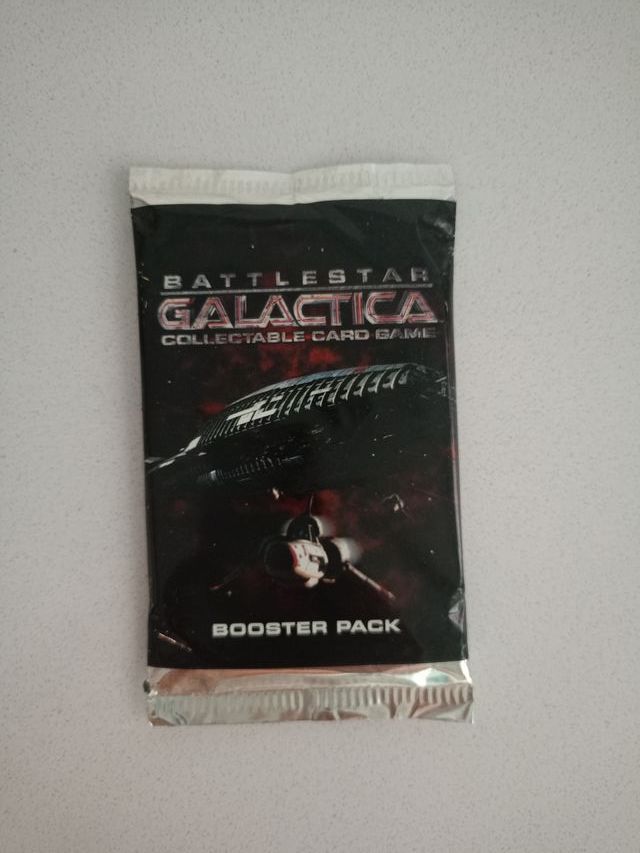 BATTLESTAR
GALACTICA
COLLECTABLE CARD GAME
BOOSTER PACK